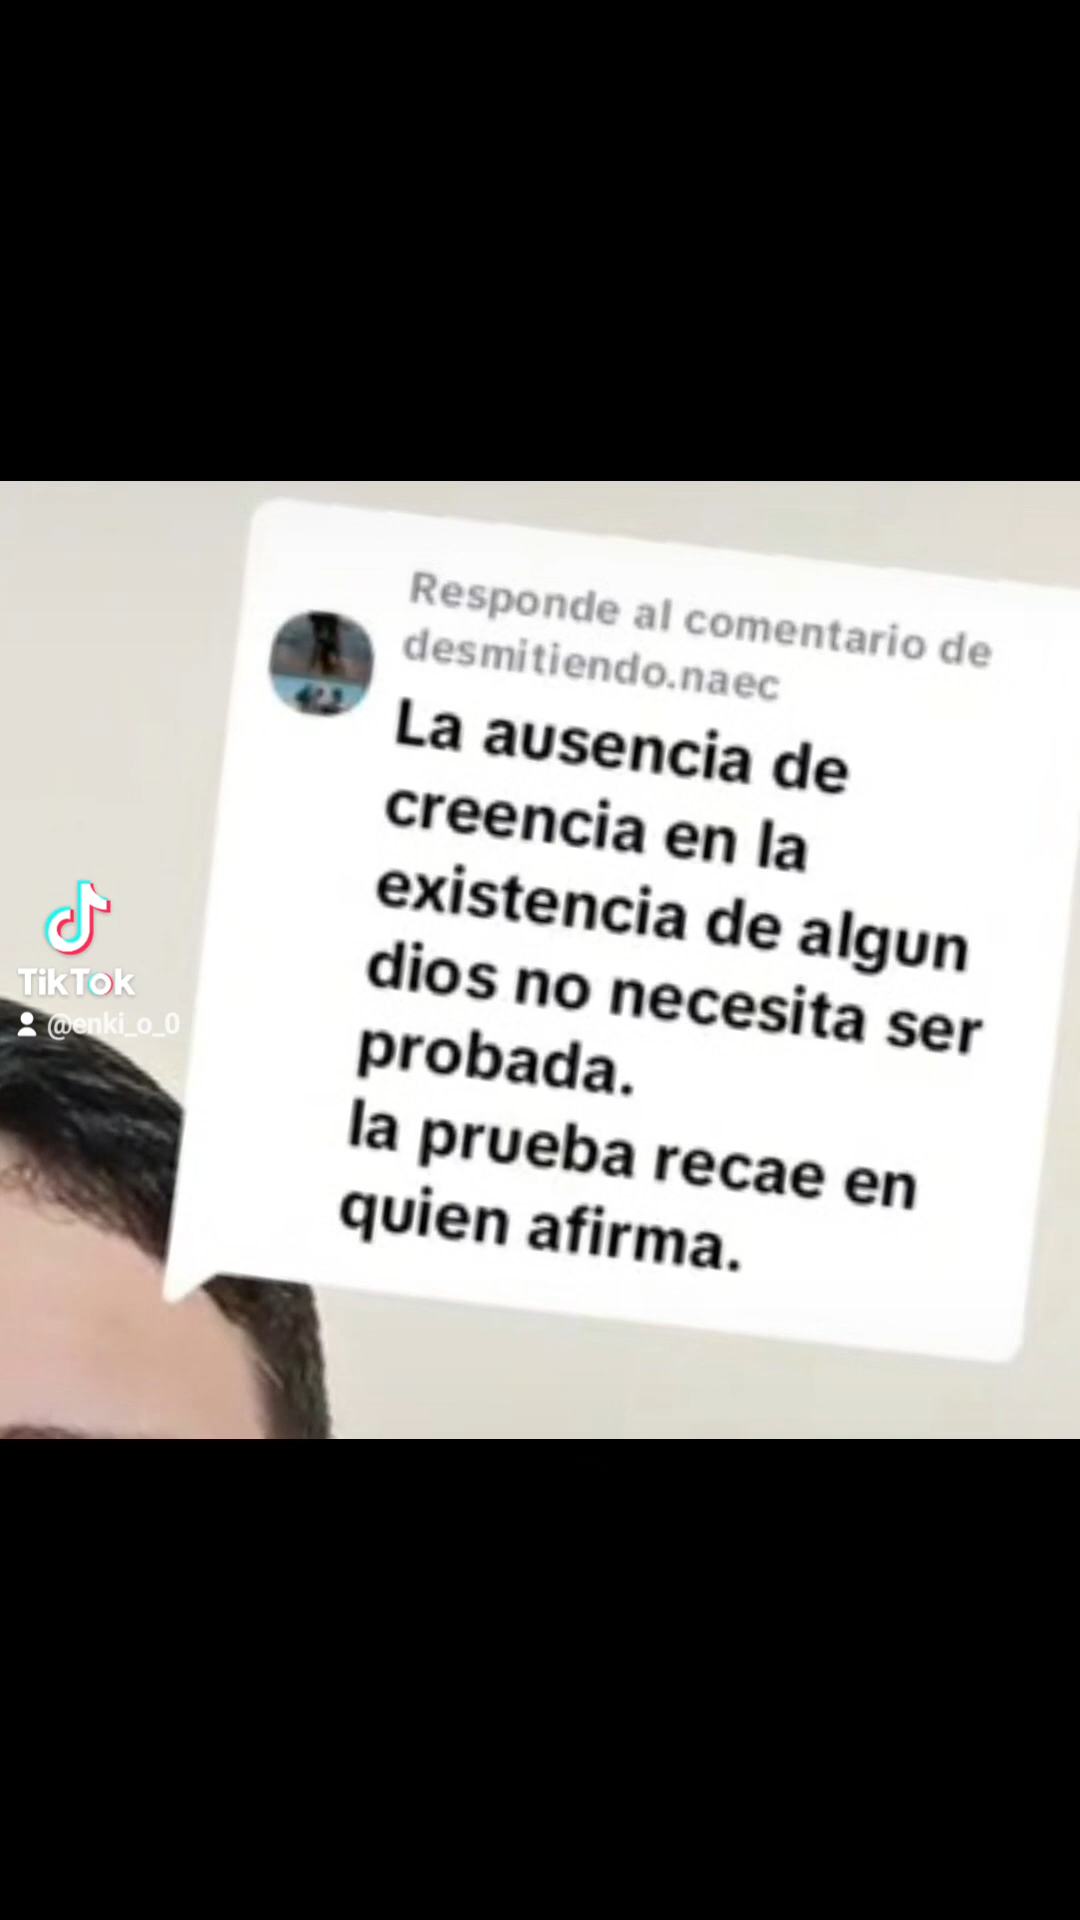 Responde al comentario de
desmitiendo.naec
La ausencia de
creencia en la
existencia de algun
dios no necesita ser
probada.
la prueba recae en
quien afirma.
TikTok
@enki_o_0